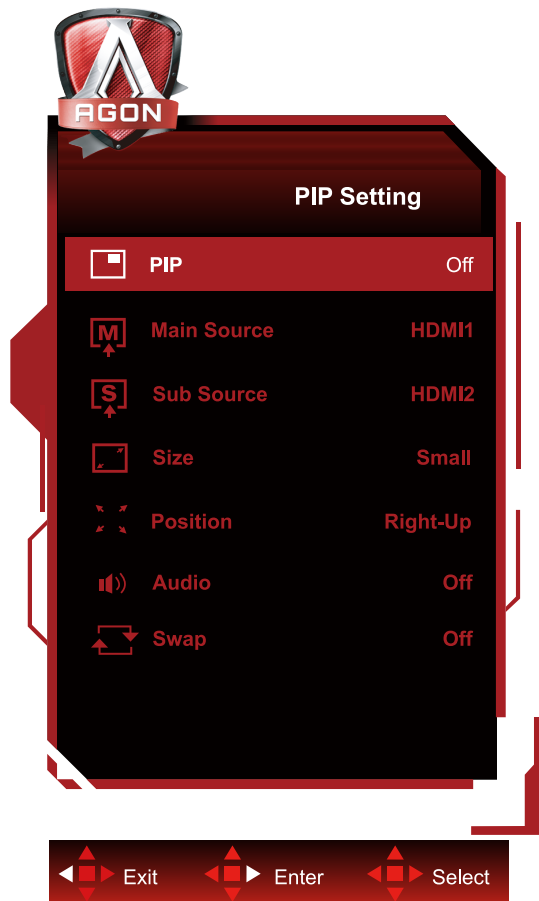 AGON
PIP Setting
PIP Off
M Main Source HDMI1
S Sub Source HDMI2
Size Small
Position Right-Up
Audio Off
Swap Off
Exit Enter Select